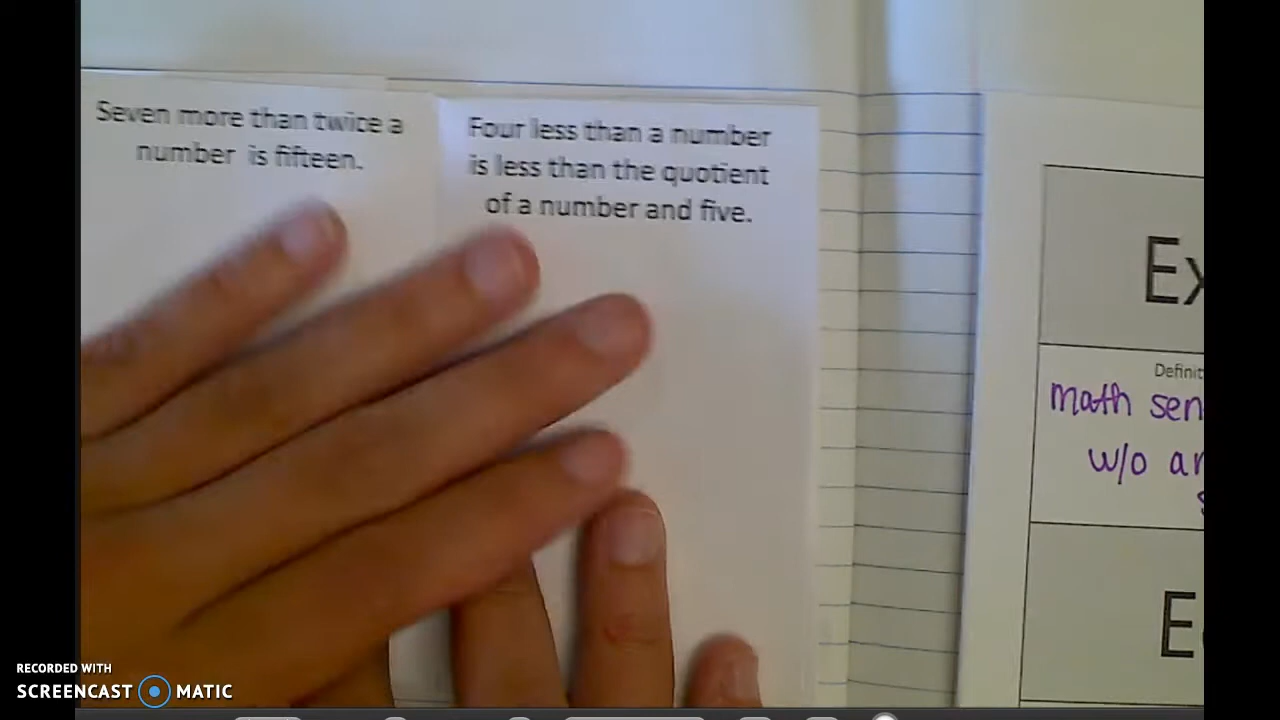 Seven more than twice a
number is fifteen.
Four less than a number
is less than the quotient
of a number and five.
Ex
Definit
math sen
w/o
E
RECORDED WITH
SCREENCAST MATIC